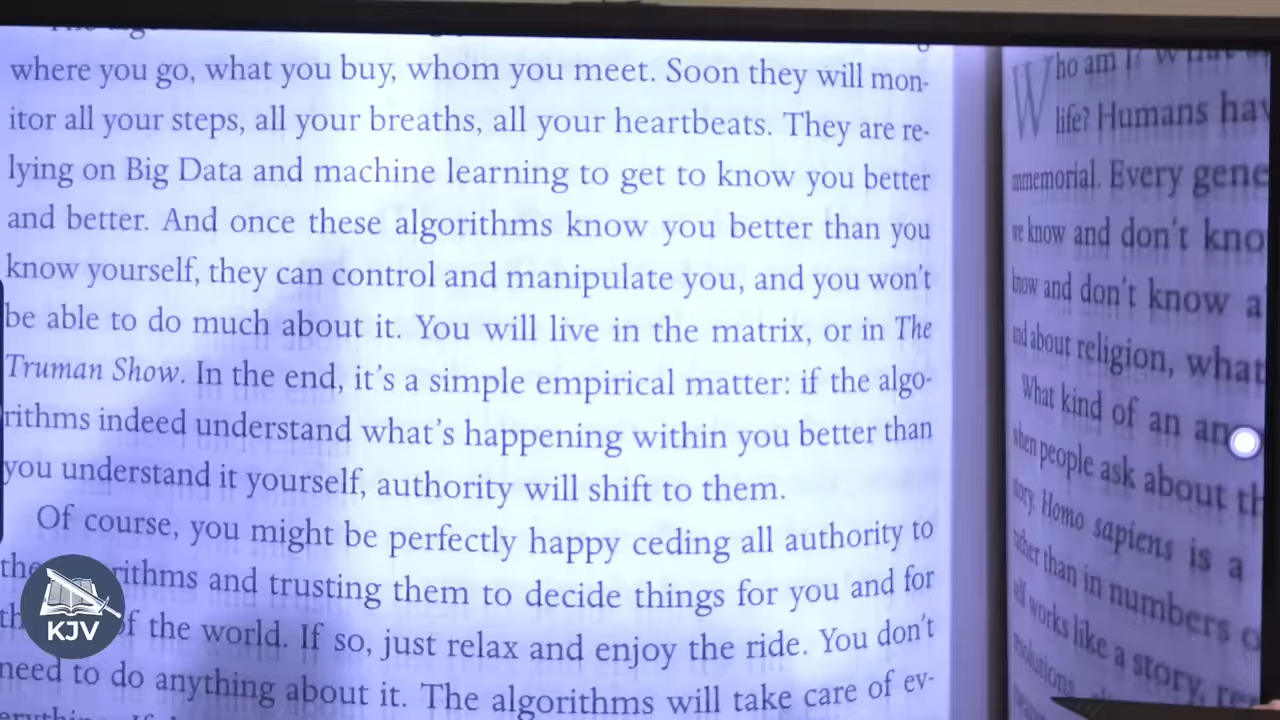 where you go, what you buy, whom you meet. Soon they will mon-
itor all your steps, all your breaths, all your heartbeats. They are re-
lying on Big Data and machine learning to get to know you better
and better. And once these algorithms know you better than you
know yourself, they can control and manipulate you, and you won't
be able to do much about it. You will live in the matrix, or in The
Truman Show. In the end, it's a simple empirical matter: if the algo-
rithms indeed understand what's happening within you better than
you understand it yourself, authority will shift to them.
Of course, you might be perfectly happy ceding all authority to
the rithms and trusting them to decide things for you and for
of the world. If so, just relax and enjoy the ride. You don't
need to do anything about it. The algorithms will take care of ev-
KJV
Who am I?
life? Humans
Every
know and don't
know and don't know
about religion, what
What kind of an
when people ask about
Homo sapiens is a
than in numbers
works like a story,